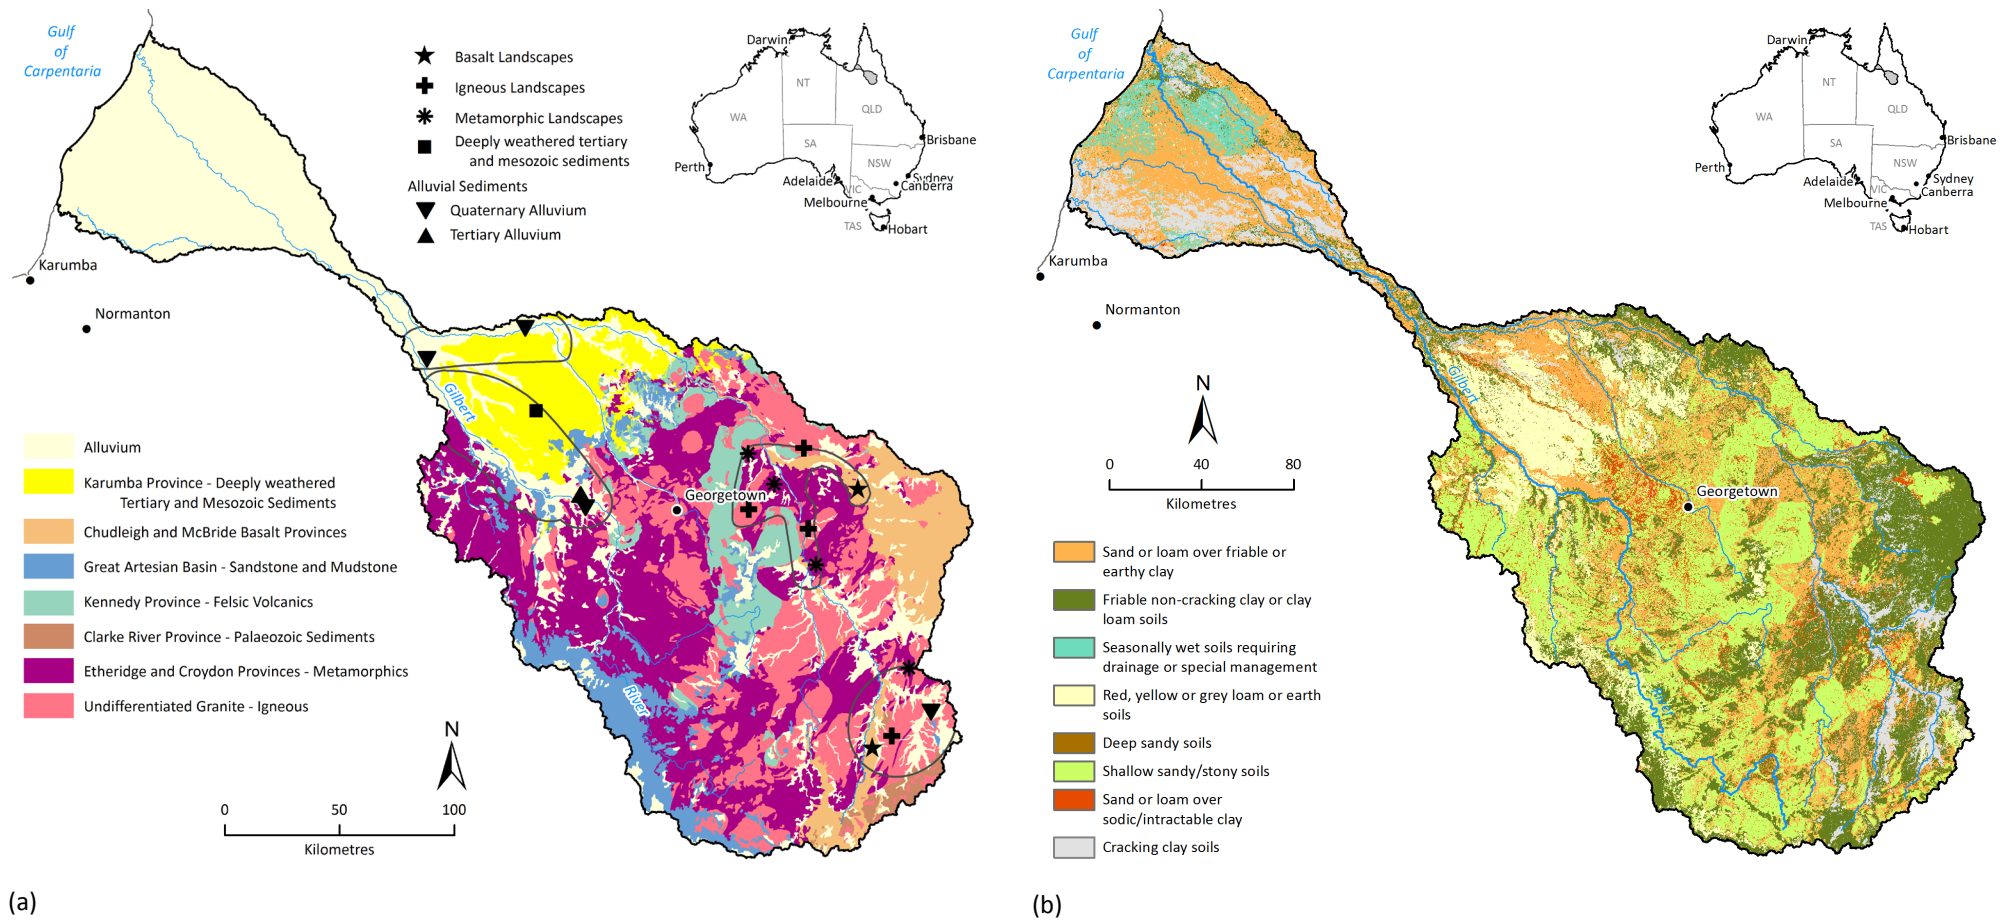 Gulf
of
Carpentaria
Karumba
Normanton
Basalt Landscapes
Igneous Landscapes
Metamorphic Landscapes
Deeply weathered tertiary
and mesozoic sediments
Alluvial Sediments
Quaternary Alluvium
Tertiary Alluvium
Darwin
NT
WA
QLD
SA
Brisbane
NSW
Perth
Adelaide
Sydney
VIC
Canberra
Melbourne
TAS
Hobart
Gilbert
Georgetown
River
Alluvium
Karumba Province - Deeply weathered
Tertiary and Mesozoic Sediments
Chudleigh and McBride Basalt Provinces
Great Artesian Basin - Sandstone and Mudstone
Kennedy Province - Felsic Volcanics
Clarke River Province - Palaeozoic Sediments
Etheridge and Croydon Provinces - Metamorphics
Undifferentiated Granite - Igneous
N
0 50 100
Kilometres
(a)
Gulf
of
Carpentaria
Karumba
Normanton
Darwin
NT
WA
QLD
SA
Brisbane
NSW
Perth
Adelaide
Sydney
VIC
Canberra
Melbourne
TAS
Hobart
Gilbert
Georgetown
River
N
0 40 80
Kilometres
Sand or loam over friable or
earthy clay
Friable non-cracking clay or clay
loam soils
Seasonally wet soils requiring
drainage or special management
Red, yellow or grey loam or earth
soils
Deep sandy soils
Shallow sandy/stony soils
Sand or loam over
sodic/intractable clay
Cracking clay soils
(b)